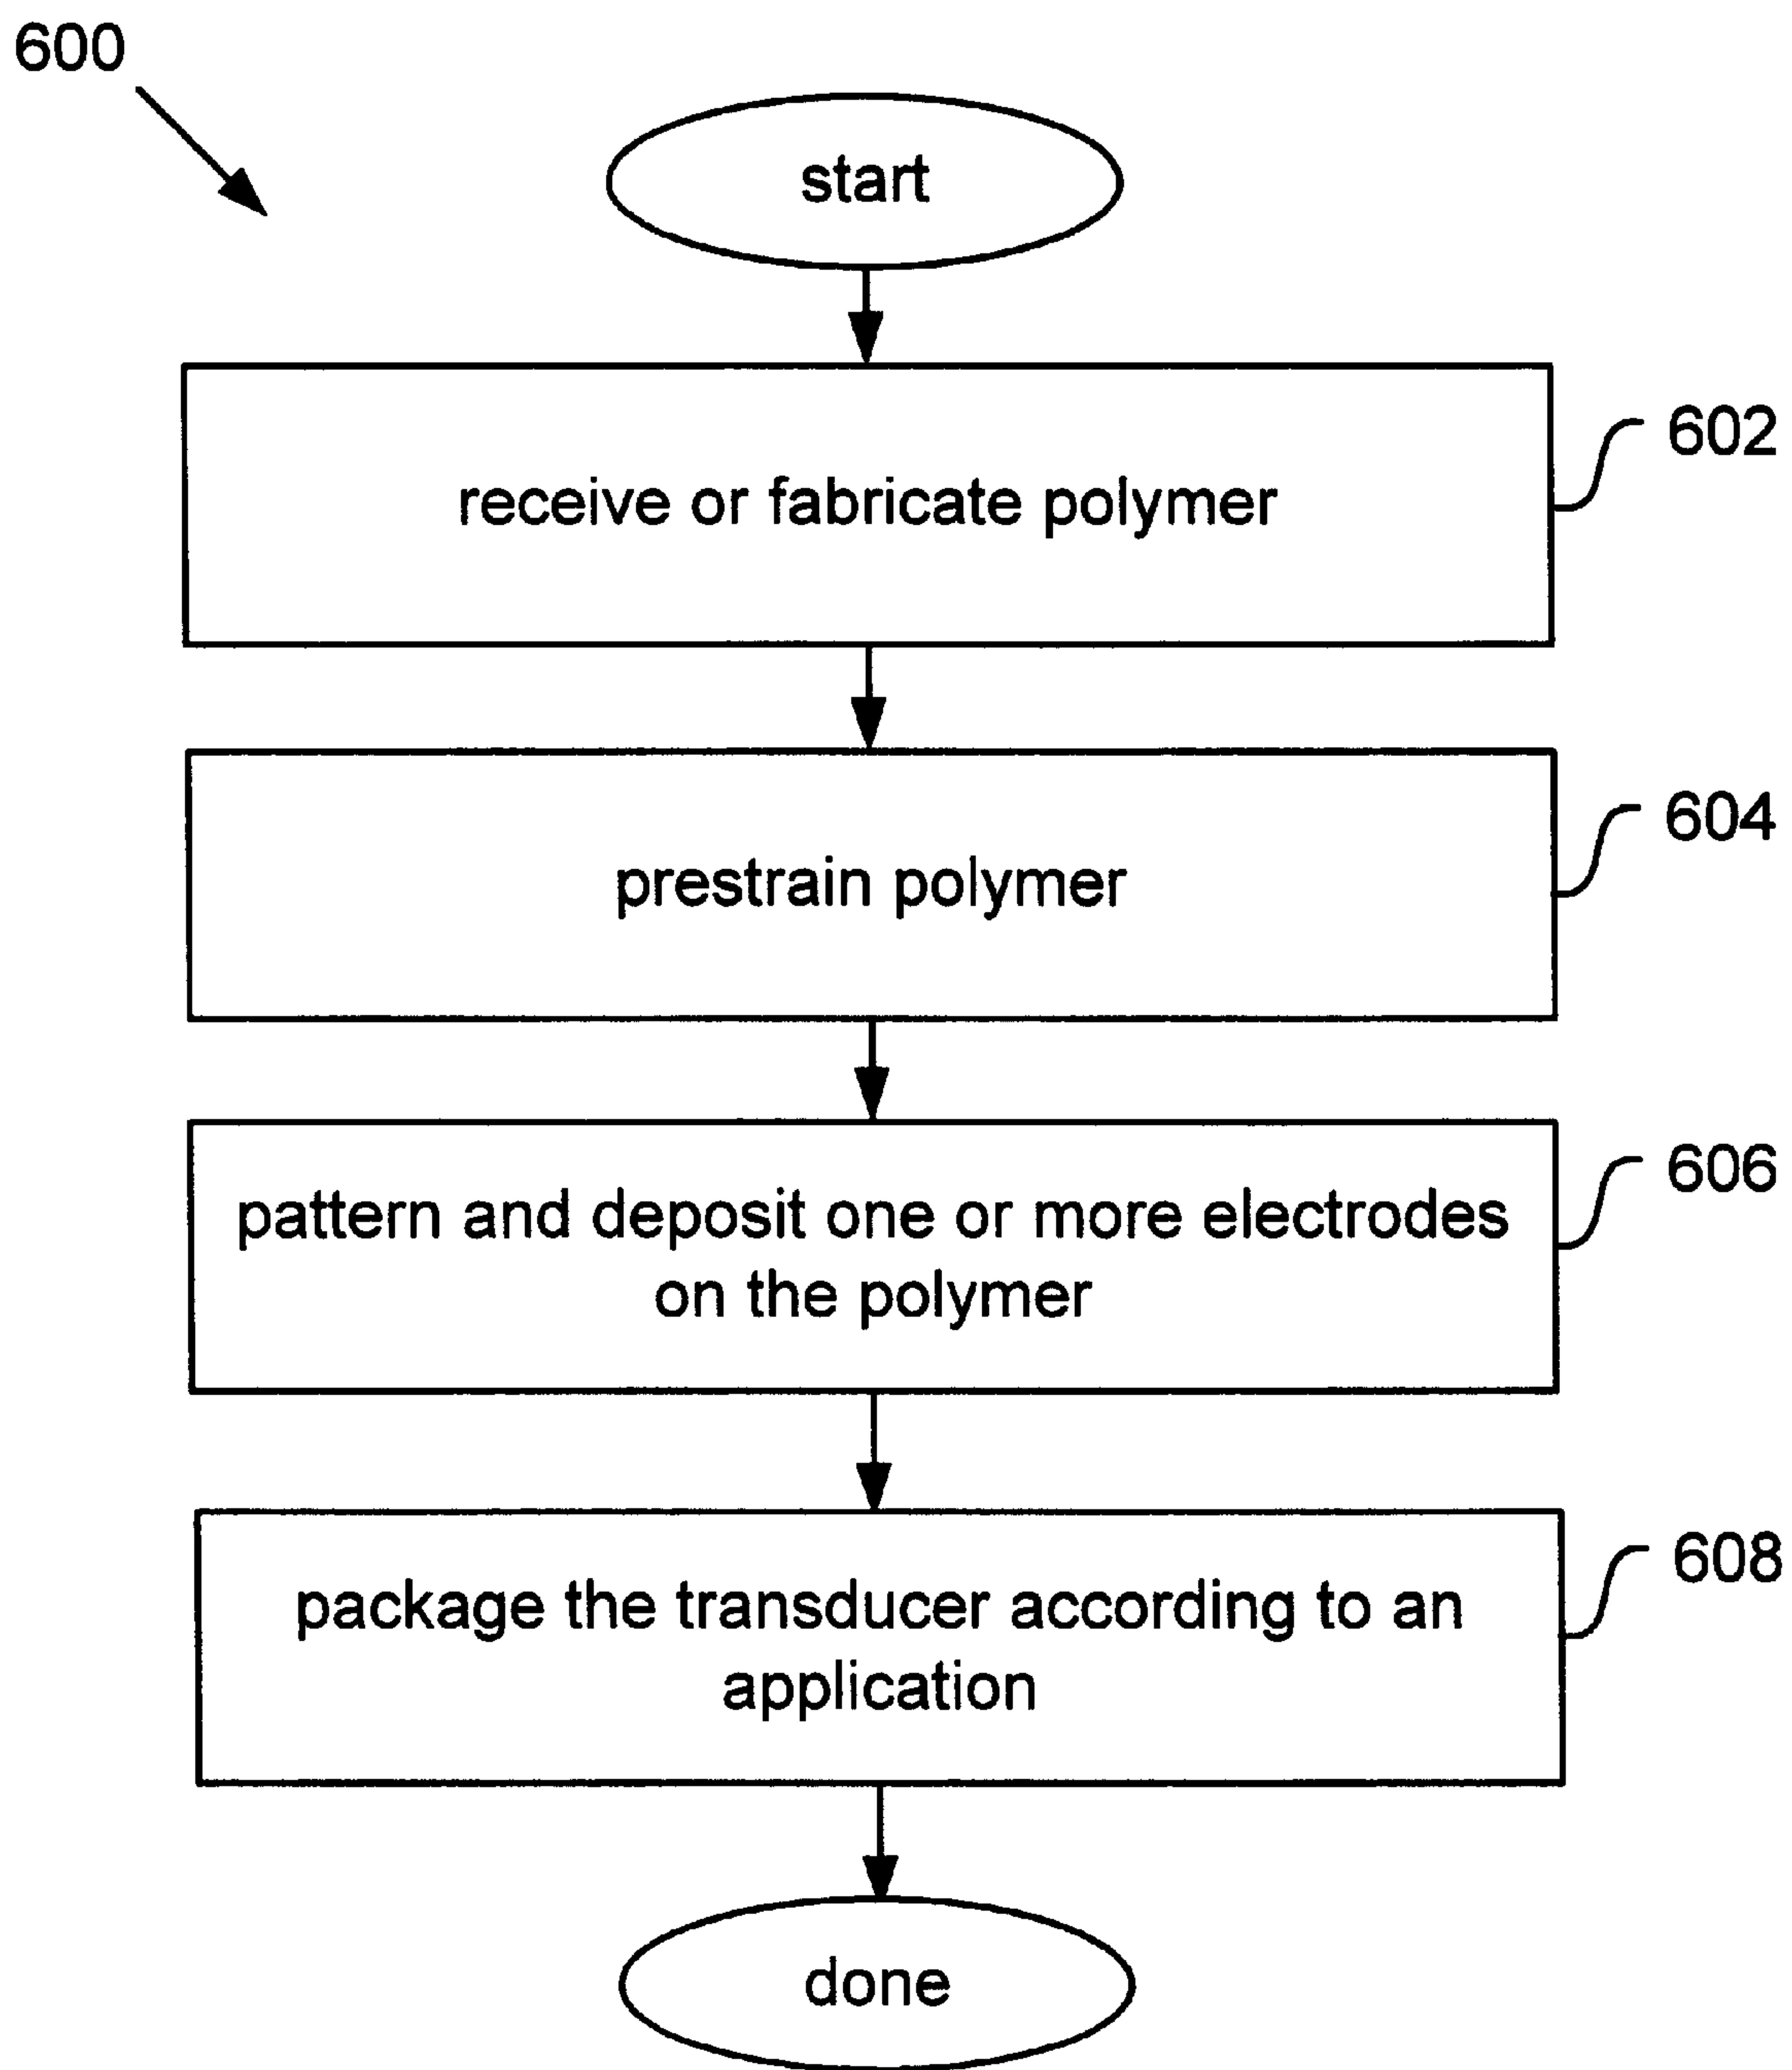 600
start
receive or fabricate polymer
602
prestrain polymer
604
pattern and deposit one or more electrodes
on the polymer
606
package the transducer according to an
application
608
done